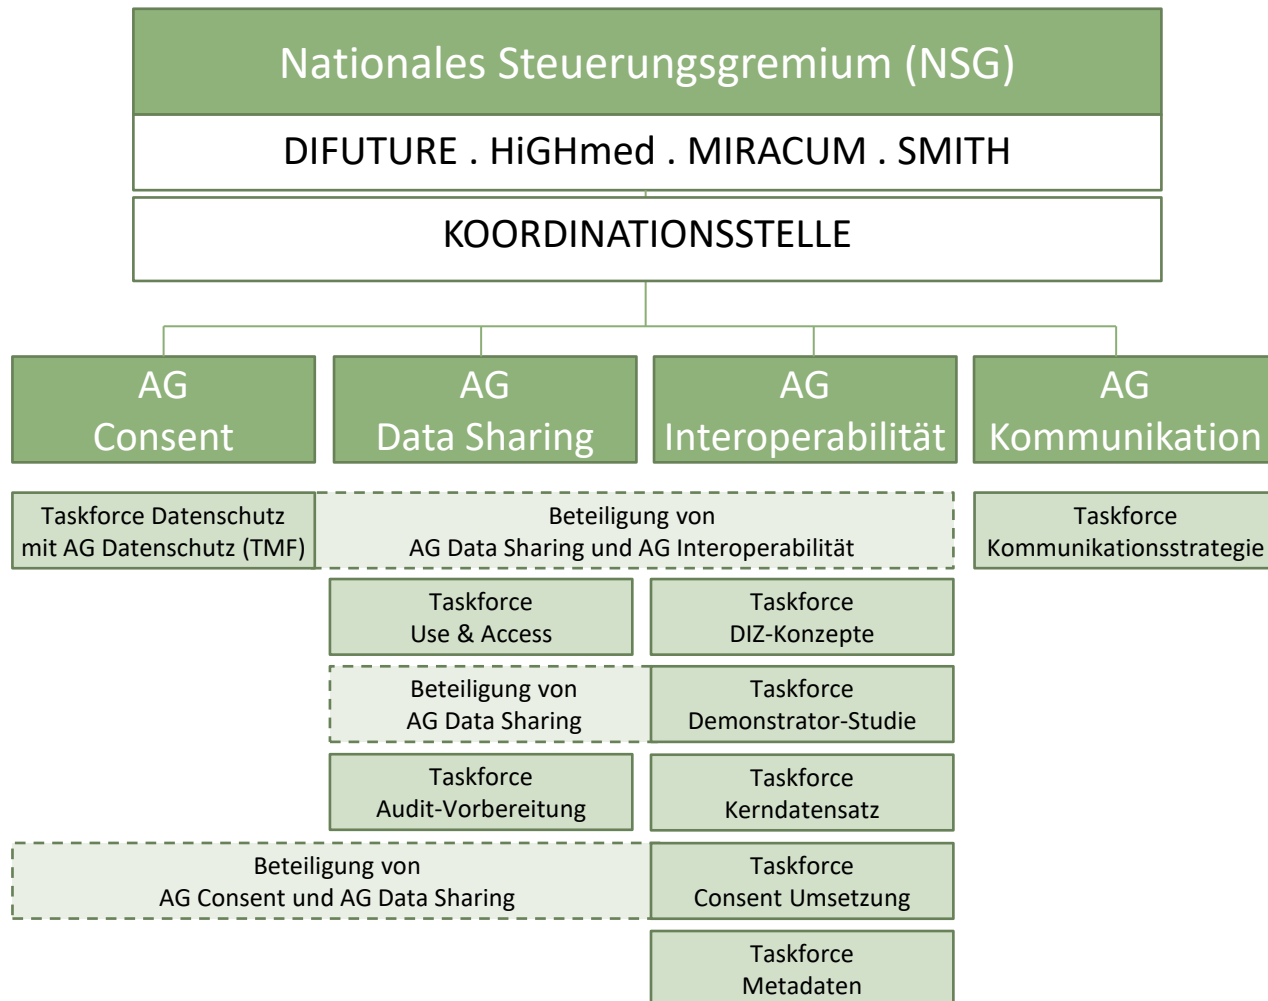 Nationales Steuerungsgremium (NSG)
DIFUTURE . HiGHmed . MIRACUM . SMITH
KOORDINATIONSSTELLE
AG
Consent
AG
Data Sharing
AG
Interoperabilität
AG
Kommunikation
Taskforce Datenschutz
mit AG Datenschutz (TMF)
Beteiligung von
AG Data Sharing und AG Interoperabilität
Taskforce
Kommunikationsstrategie
Taskforce
Use & Access
Taskforce
DIZ-Konzepte
Beteiligung von
AG Data Sharing
Taskforce
Demonstrator-Studie
Taskforce
Audit-Vorbereitung
Taskforce
Kerndatensatz
Beteiligung von
AG Consent und AG Data Sharing
Taskforce
Consent Umsetzung
Taskforce
Metadaten